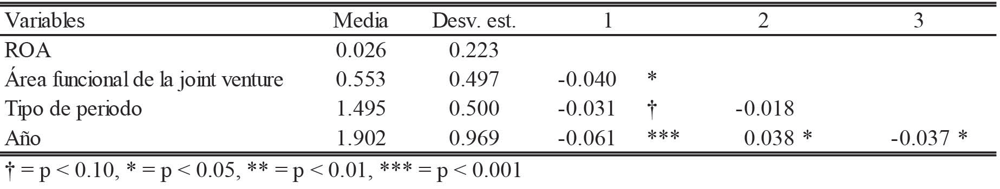 Variables Media Desv. est. 1 2 3
ROA 0.026 0.223
Área funcional de la joint venture 0.553 0.497 -0.040 *
Tipo de periodo 1.495 0.500 -0.031 † -0.018
Año 1.902 0.969 -0.061 *** 0.038 * -0.037 *
† = p < 0.10, * = p < 0.05, ** = p < 0.01, *** = p < 0.001